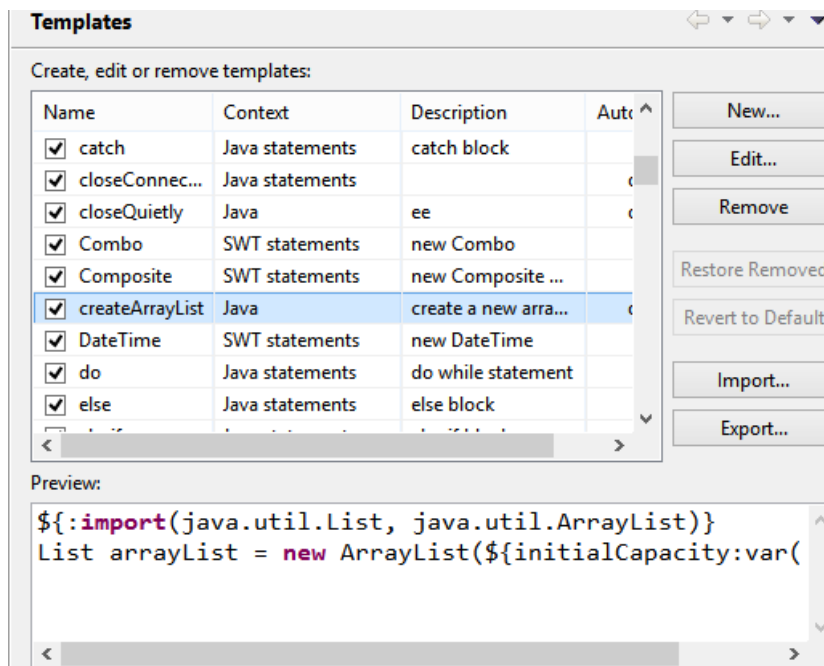 Templates
Create, edit or remove templates:
Name Context Description Auto
catch Java statements catch block
closeConnec... Java statements
closeQuietly Java ee
Combo SWT statements new Combo
Composite SWT statements new Composite ...
createArrayList Java create a new arra...
DateTime SWT statements new DateTime
do Java statements do while statement
else Java statements else block
New...
Edit...
Remove
Restore Removed
Revert to Default
Import...
Export...
Preview:
${:import(java.util.List, java.util.ArrayList)}
List arrayList = new ArrayList(${initialCapacity:var(